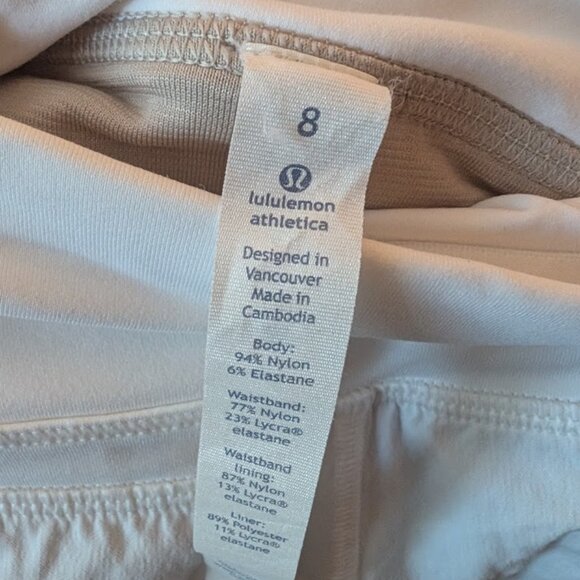 8
lululemon
athletica
Designed in
Vancouver
Made in
Cambodia
Body:
94% Nylon
6% Elastane
Waistband:
77% Nylon
23% Lycra®
elastane
Waistband
lining:
87% Nylon
13% Lycra®
elastane
Liner:
89% Polyester
11% Lycra®
elastane